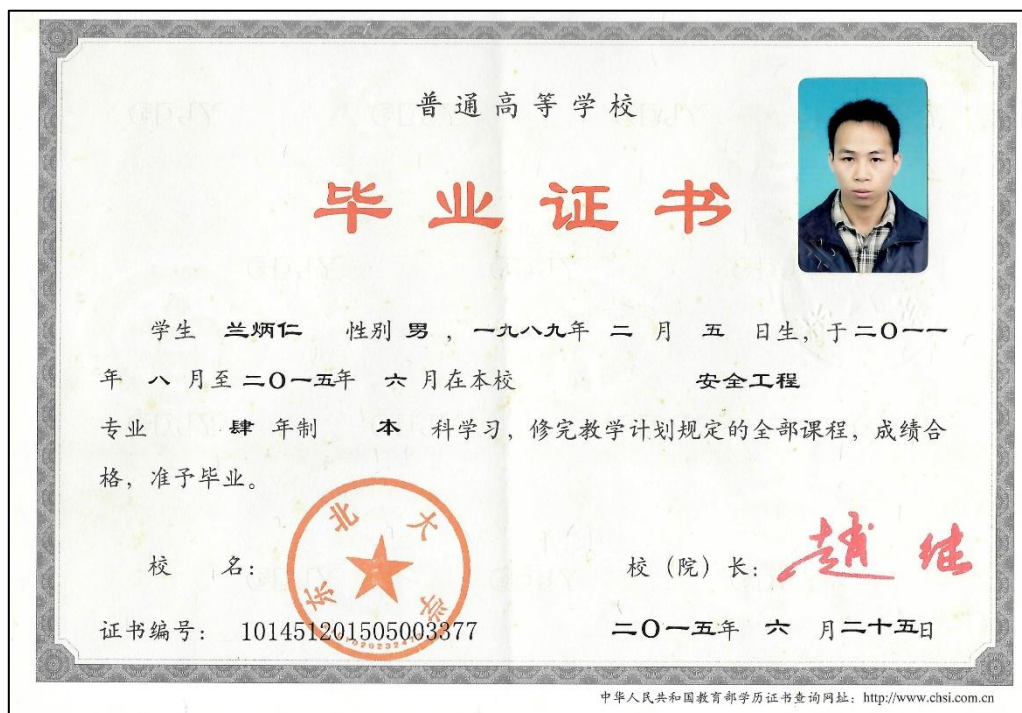 普通高等学校
毕业证书
学生 兰炳仁 性别 男 ，一九八九年 二 月 五 日生，于二〇一一
年 八 月至 二〇一五年 六 月在本校 安全工程
专业 肆 年制 本 科学习，修完教学计划规定的全部课程，成绩合
格，准予毕业。
东北大学
校 名： 校（院）长： 赵继
证书编号： 101451201505003377 二〇一五年 六 月二十五日
中华人民共和国教育部学历证书查询网址：http://www.chsi.com.cn